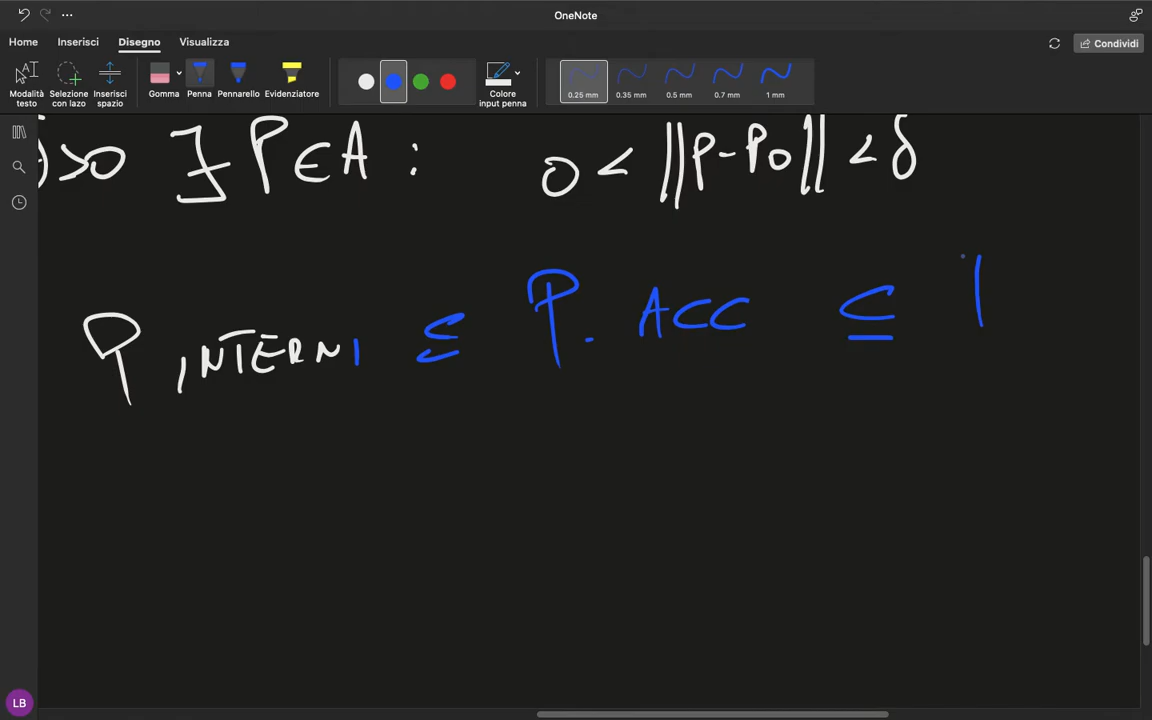 OneNote
Home Inserisci Disegno Visualizza
Condividi
Modalità testo Selezione con lazo Inserisci spazio Gomma Penna Pennarello Evidenziatore Colore input penna 0.25 mm 0.35 mm 0.5 mm 0.7 mm 1 mm
>0 ∃ P ∈ A : 0 < ||P-P0|| < δ
P INTERNI ⊆ P. ACC ⊆
LB